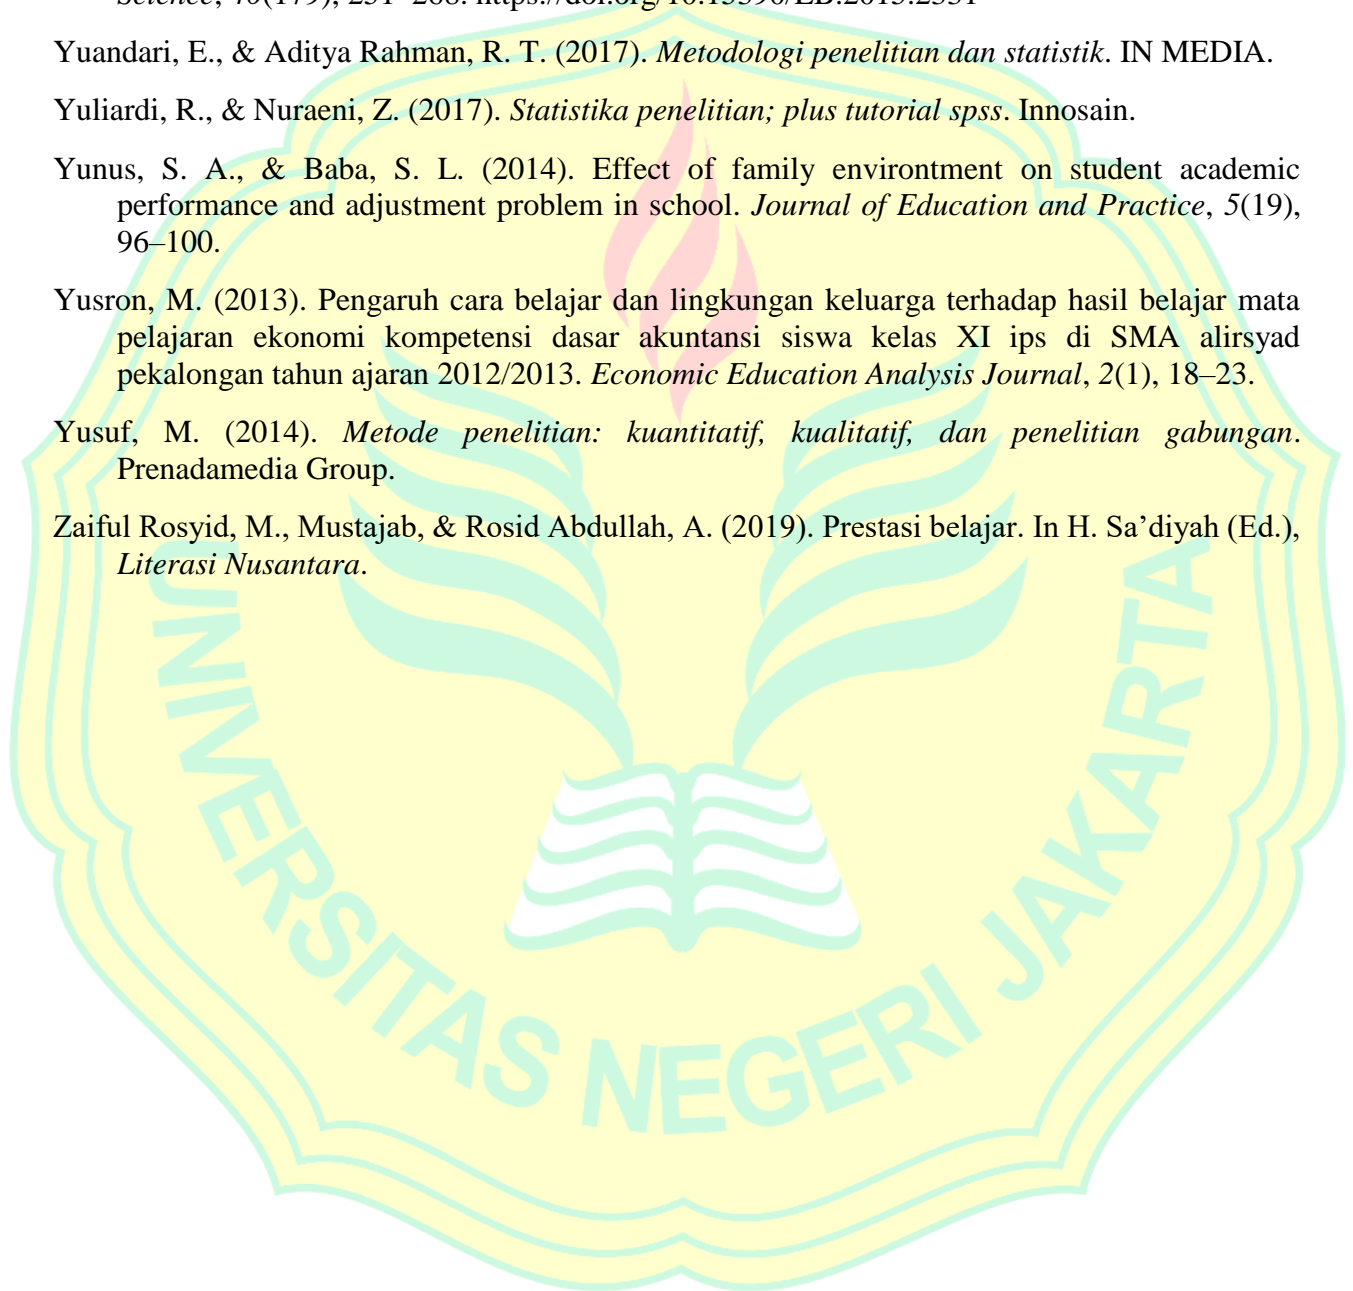 Yuandari, E., & Aditya Rahman, R. T. (2017). Metodologi penelitian dan statistik. IN MEDIA.
Yuliardi, R., & Nuraeni, Z. (2017). Statistika penelitian; plus tutorial spss. Innosain.
Yunus, S. A., & Baba, S. L. (2014). Effect of family environtment on student academic
performance and adjustment problem in school. Journal of Education and Practice, 5(19),
96–100.
Yusron, M. (2013). Pengaruh cara belajar dan lingkungan keluarga terhadap hasil belajar mata
pelajaran ekonomi kompetensi dasar akuntansi siswa kelas XI ips di SMA alirsyad
pekalongan tahun ajaran 2012/2013. Economic Education Analysis Journal, 2(1), 18–23.
Yusuf, M. (2014). Metode penelitian: kuantitatif, kualitatif, dan penelitian gabungan.
Prenadamedia Group.
Zaiful Rosyid, M., Mustajab, & Rosid Abdullah, A. (2019). Prestasi belajar. In H. Sa’diyah (Ed.),
Literasi Nusantara.
UNIVERSITAS NEGERI JAKARTA